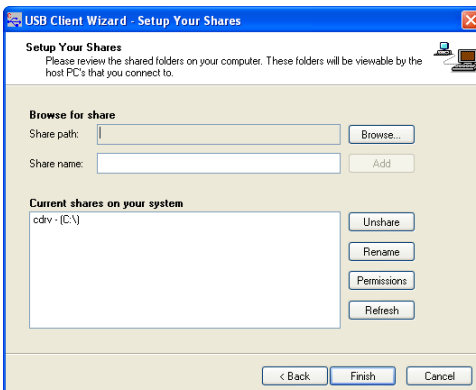 USB Client Wizard - Setup Your Shares
Setup Your Shares
Please review the shared folders on your computer. These folders will be viewable by the
host PC's that you connect to.
Browse for share
Share path:
Browse...
Share name:
Add
Current shares on your system
cdrv - (C:\)
Unshare
Rename
Permissions
Refresh
< Back
Finish
Cancel